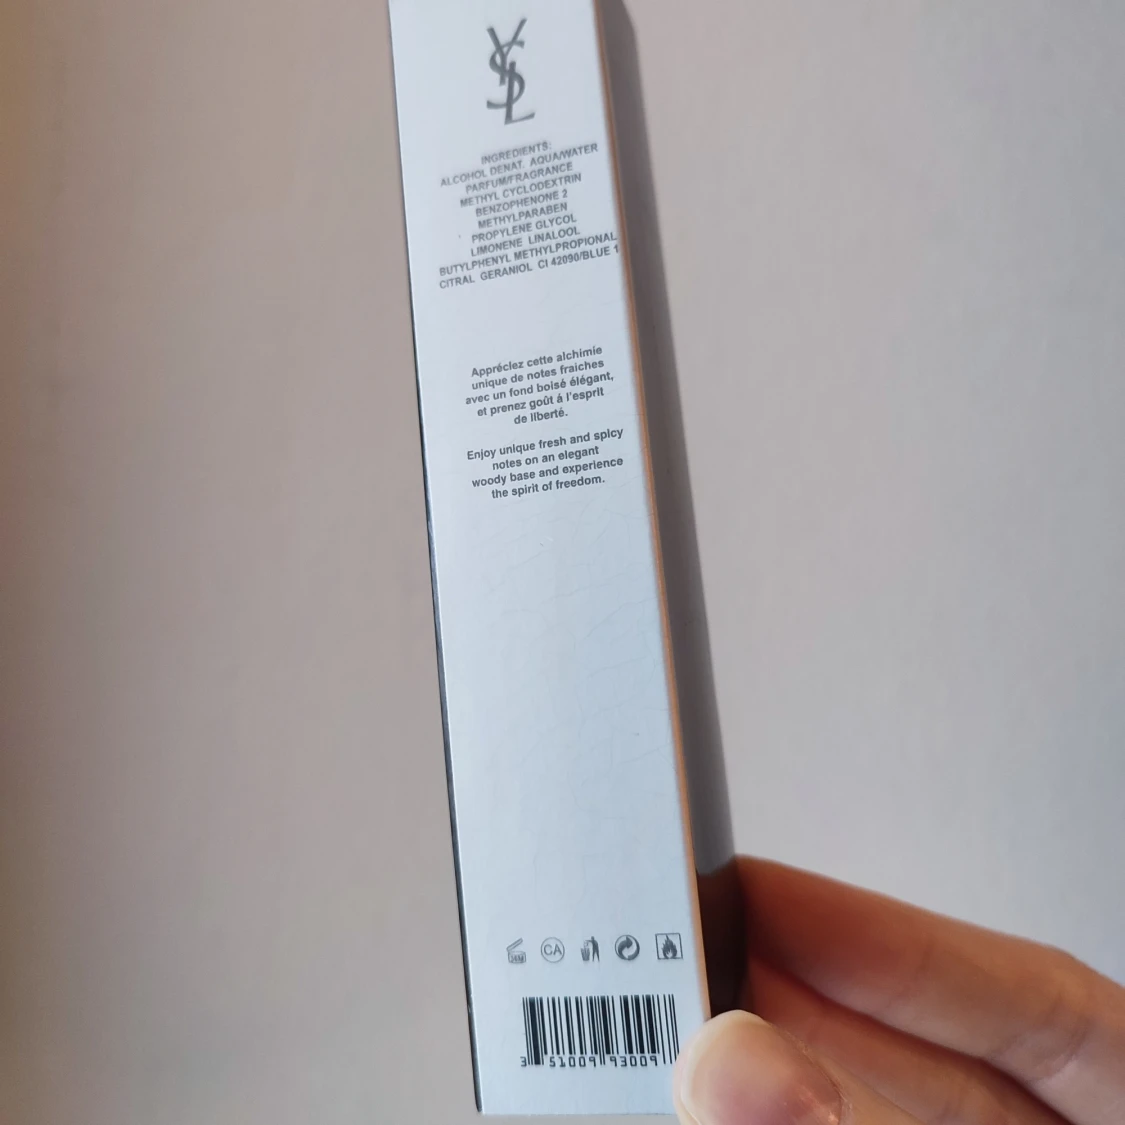 YSL
INGREDIENTS:
ALCOHOL DENAT. AQUA/WATER
PARFUM/FRAGRANCE
METHYL CYCLODEXTRIN
BENZOPHENONE 2
METHYLPARABEN
PROPYLENE GLYCOL
LIMONENE LINALOOL
BUTYLPHENYL METHYLPROPIONAL
CITRAL GERANIOL CI 42090/BLUE 1
Appréciez cette alchimie
unique de notes fraiches
avec un fond boisé élégant,
et prenez goût á l'esprit
de liberté.
Enjoy unique fresh and spicy
notes on an elegant
woody base and experience
the spirit of freedom.
CA
3 51009 93009